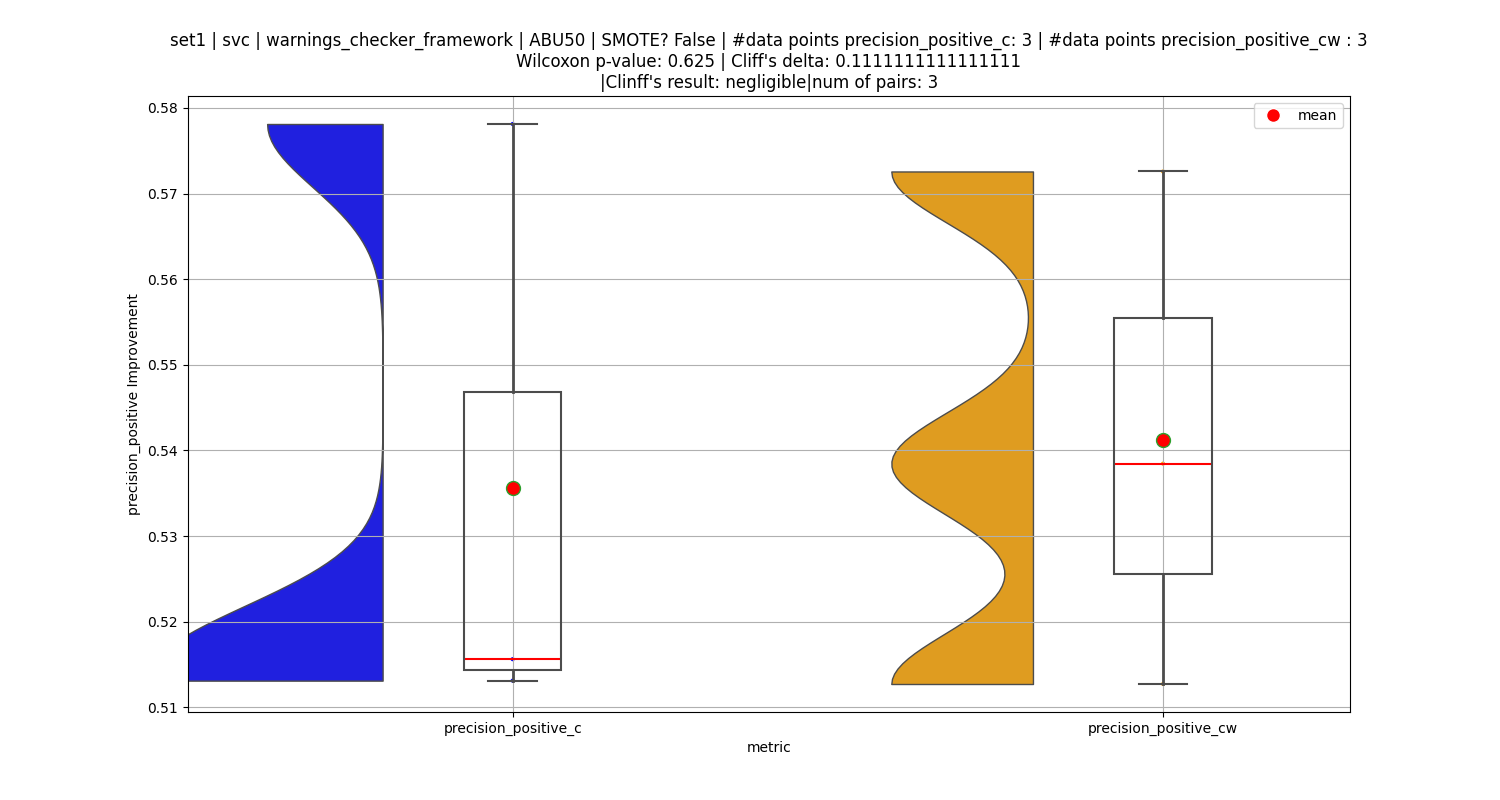 set1 | svc | warnings_checker_framework | ABU50 | SMOTE? False | #data points precision_positive_c: 3 | #data points precision_positive_cw : 3
Wilcoxon p-value: 0.625 | Cliff's delta: 0.1111111111111111
|Clinff's result: negligible|num of pairs: 3
mean
0.58
0.57
0.56
0.55
0.54
0.53
0.52
0.51
precision_positive Improvement
precision_positive_c
precision_positive_cw
metric